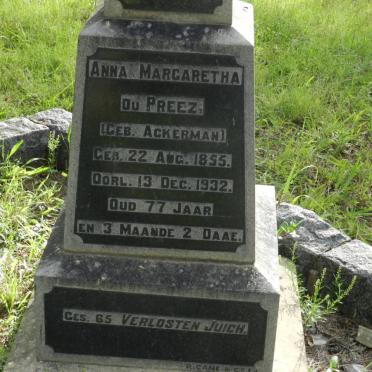 ANNA MARGARETHA
DU PREEZ.
(GEB. ACKERMAN)
GEB. 22 AUG. 1855.
OORL. 13 DEC. 1932.
OUD 77 JAAR
EN 3 MAANDE 2 DAAE.
GES. 65 VERLOSTEN JUICH.